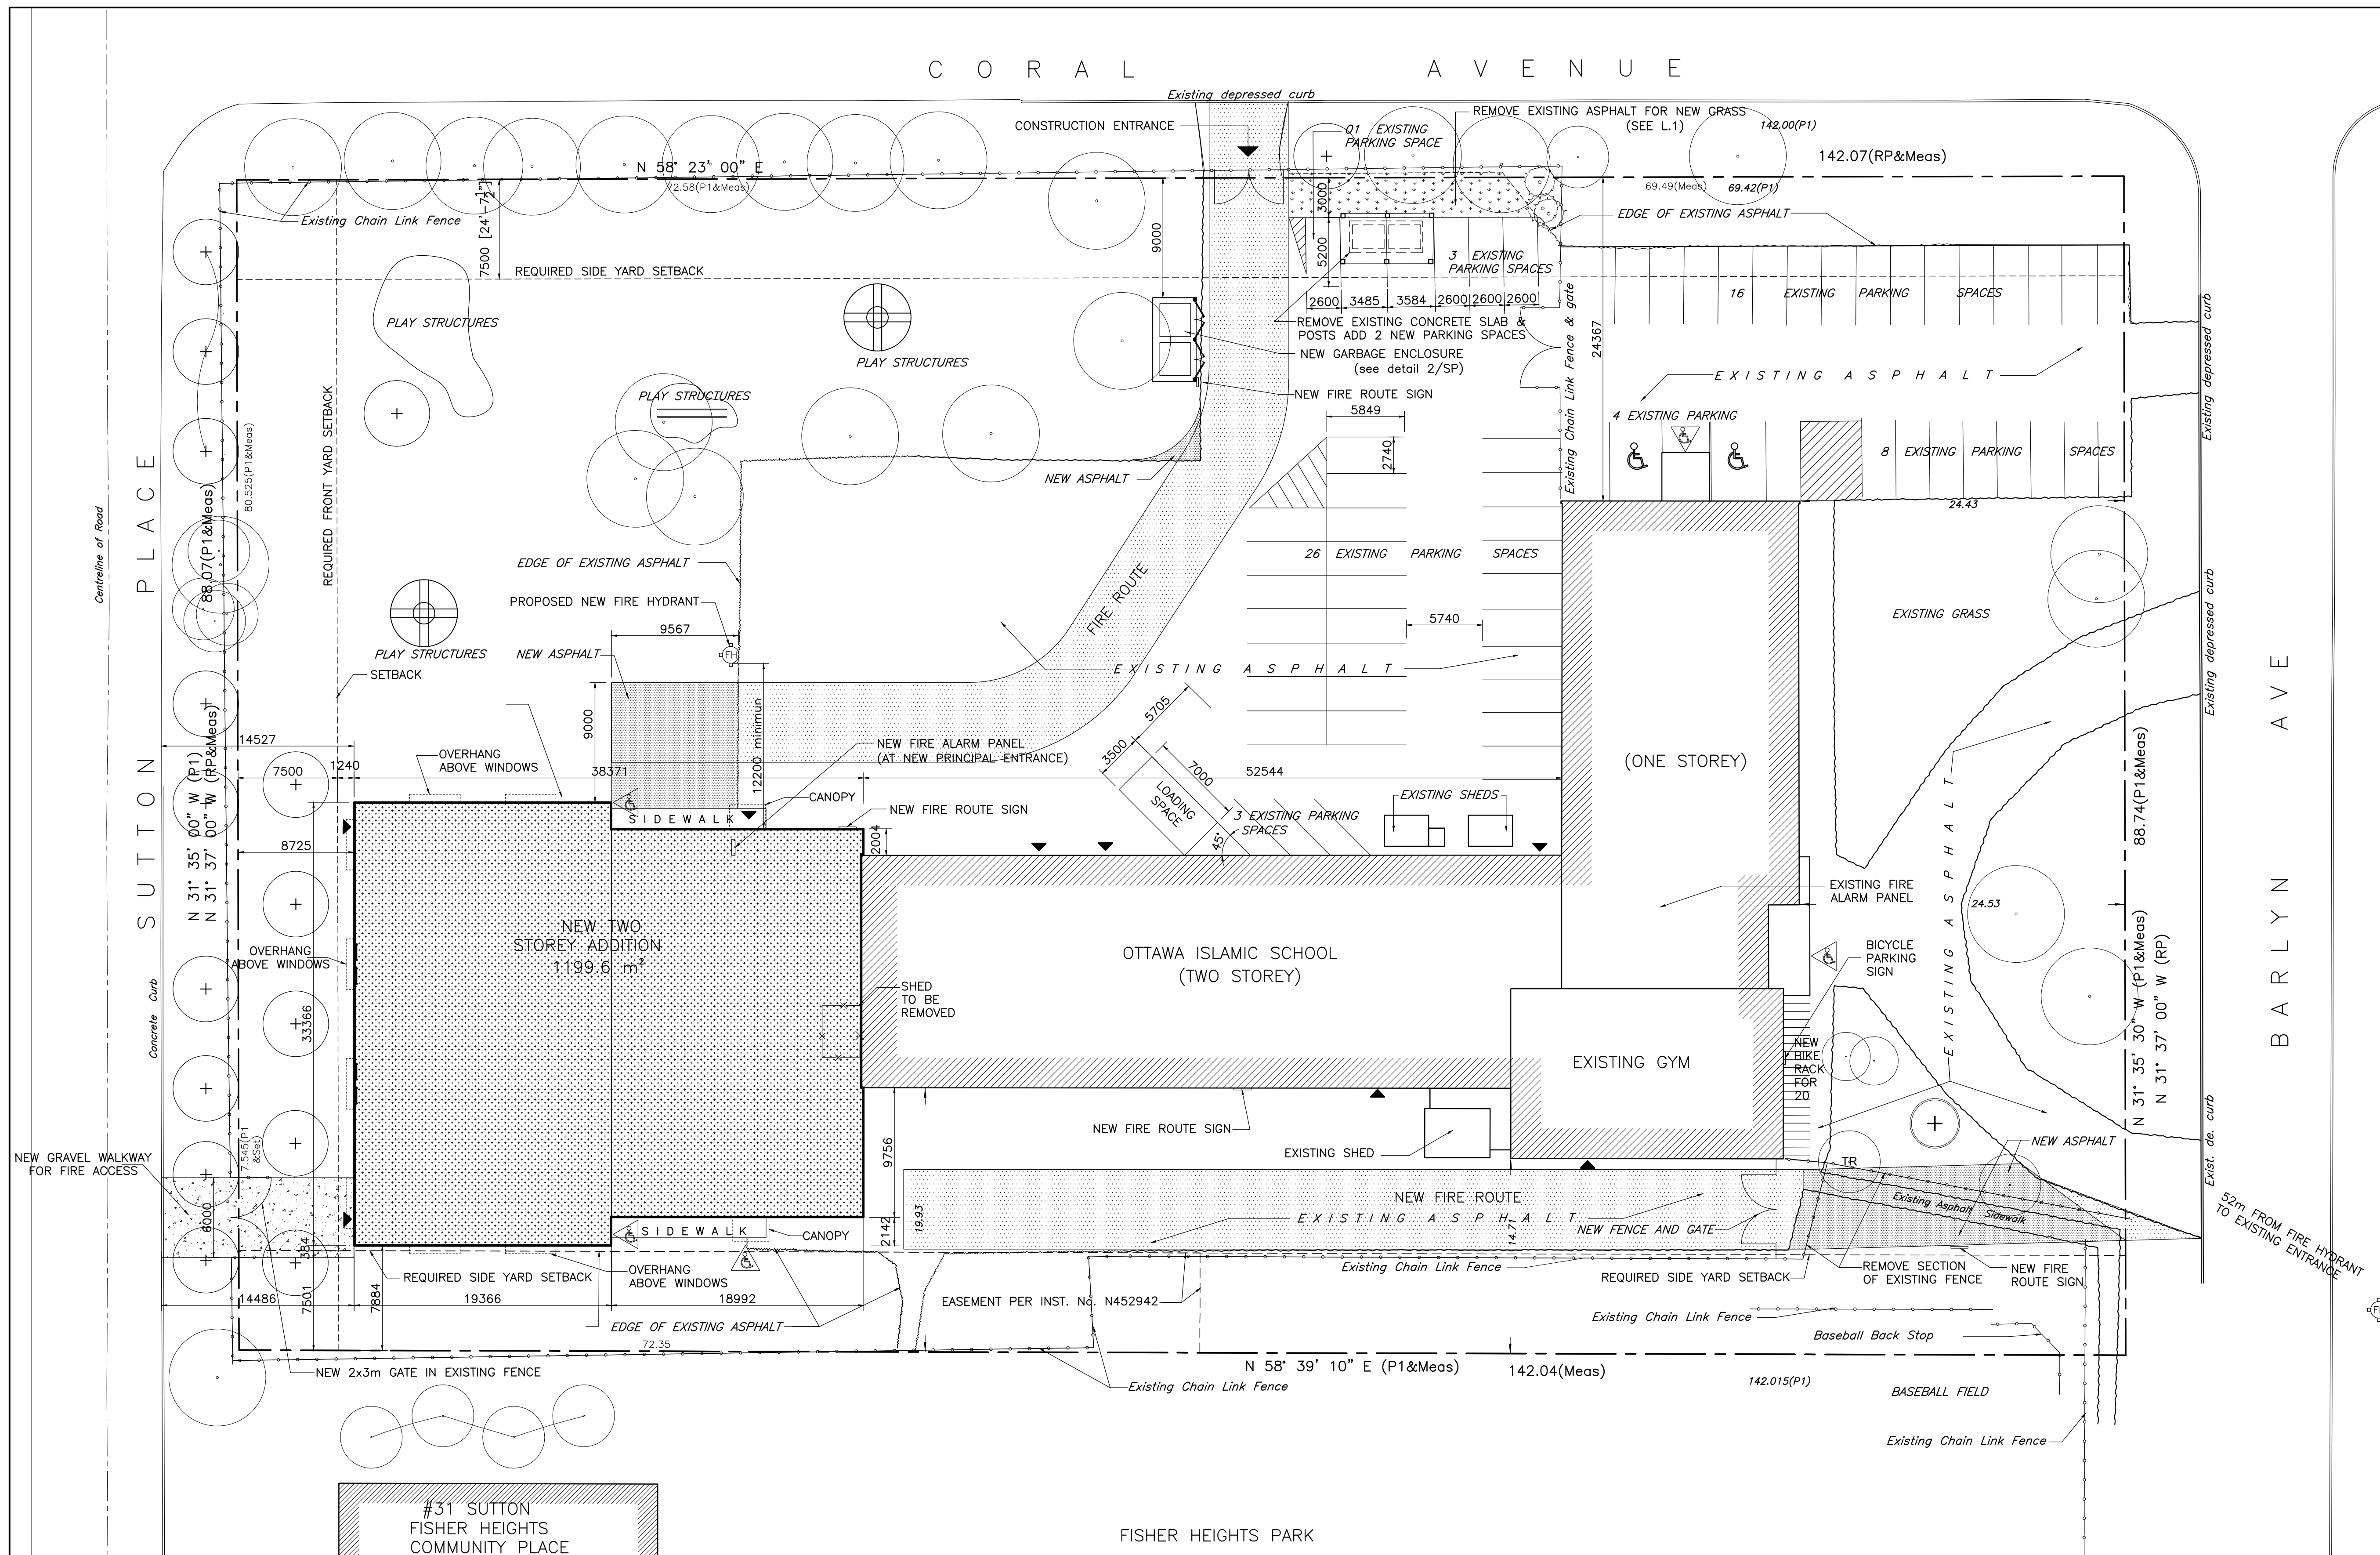 CORAL AVENUE
Existing depressed curb
CONSTRUCTION ENTRANCE
01 EXISTING
PARKING SPACE
REMOVE EXISTING ASPHALT FOR NEW GRASS
(SEE L.1)
142.00(P1)
142.07(RP&Meas)
N 58° 23' 00" E
72.58(P1&Meas)
69.49(Meas)
69.42(P1)
Existing Chain Link Fence
7500 [24'-7½"]
9000
3000
5200
EDGE OF EXISTING ASPHALT
REQUIRED SIDE YARD SETBACK
3 EXISTING
PARKING SPACES
16 EXISTING PARKING SPACES
2600
3485
3584
2600
2600
2600
PLAY STRUCTURES
PLAY STRUCTURES
PLAY STRUCTURES
REMOVE EXISTING CONCRETE SLAB &
POSTS ADD 2 NEW PARKING SPACES
NEW GARBAGE ENCLOSURE
(see detail 2/SP)
NEW FIRE ROUTE SIGN
Existing Chain Link Fence & gate
24367
EXISTING ASPHALT
Existing depressed curb
4 EXISTING PARKING
8 EXISTING PARKING SPACES
5849
2740
NEW ASPHALT
24.43
REQUIRED FRONT YARD SETBACK
80.525(P1&Meas)
88.07(P1&Meas)
SUTTON PLACE
Centreline of Road
EDGE OF EXISTING ASPHALT
26 EXISTING PARKING SPACES
PROPOSED NEW FIRE HYDRANT
FH
9567
FIRE ROUTE
5740
EXISTING GRASS
Existing depressed curb
PLAY STRUCTURES
NEW ASPHALT
SETBACK
EXISTING ASPHALT
N 31° 35' 00" W (P1)
N 31° 37' 00" W (RP&Meas)
14527
7500
1240
38371
52544
9000
12200 minimun
OVERHANG
ABOVE WINDOWS
NEW FIRE ALARM PANEL
(AT NEW PRINCIPAL ENTRANCE)
5705
3500
7000
LOADING
SPACE
45°
(ONE STOREY)
88.74(P1&Meas)
BARLYN AVE
CANOPY
NEW FIRE ROUTE SIGN
SIDEWALK
2004
3 EXISTING PARKING
SPACES
EXISTING SHEDS
8725
EXISTING FIRE
ALARM PANEL
EXISTING ASPHALT
24.53
NEW TWO
STOREY ADDITION
1199.6 m²
OVERHANG
ABOVE WINDOWS
OTTAWA ISLAMIC SCHOOL
(TWO STOREY)
BICYCLE
PARKING
SIGN
SHED
TO BE
REMOVED
Concrete Curb
33366
EXISTING GYM
NEW
BIKE
RACK
FOR
20
N 31° 35' 30" W (P1&Meas)
N 31° 37' 00" W (RP)
Exist. de. curb
NEW GRAVEL WALKWAY
FOR FIRE ACCESS
7.545(P1
&Set)
6000
9756
NEW FIRE ROUTE SIGN
EXISTING SHED
TR
NEW ASPHALT
NEW FIRE ROUTE
EXISTING ASPHALT
NEW FENCE AND GATE
Existing Asphalt Sidewalk
19.93
14.71
52m FROM FIRE HYDRANT
TO EXISTING ENTRANCE
SIDEWALK
CANOPY
2142
384
REQUIRED SIDE YARD SETBACK
OVERHANG
ABOVE WINDOWS
Existing Chain Link Fence
REQUIRED SIDE YARD SETBACK
REMOVE SECTION
OF EXISTING FENCE
NEW FIRE
ROUTE SIGN
14486
7501
7884
19366
18992
EASEMENT PER INST. No. N452942
EDGE OF EXISTING ASPHALT
Existing Chain Link Fence
Baseball Back Stop
72.35
NEW 2x3m GATE IN EXISTING FENCE
N 58° 39' 10" E (P1&Meas)
142.04(Meas)
142.015(P1)
Existing Chain Link Fence
BASEBALL FIELD
Existing Chain Link Fence
#31 SUTTON
FISHER HEIGHTS
COMMUNITY PLACE
FISHER HEIGHTS PARK